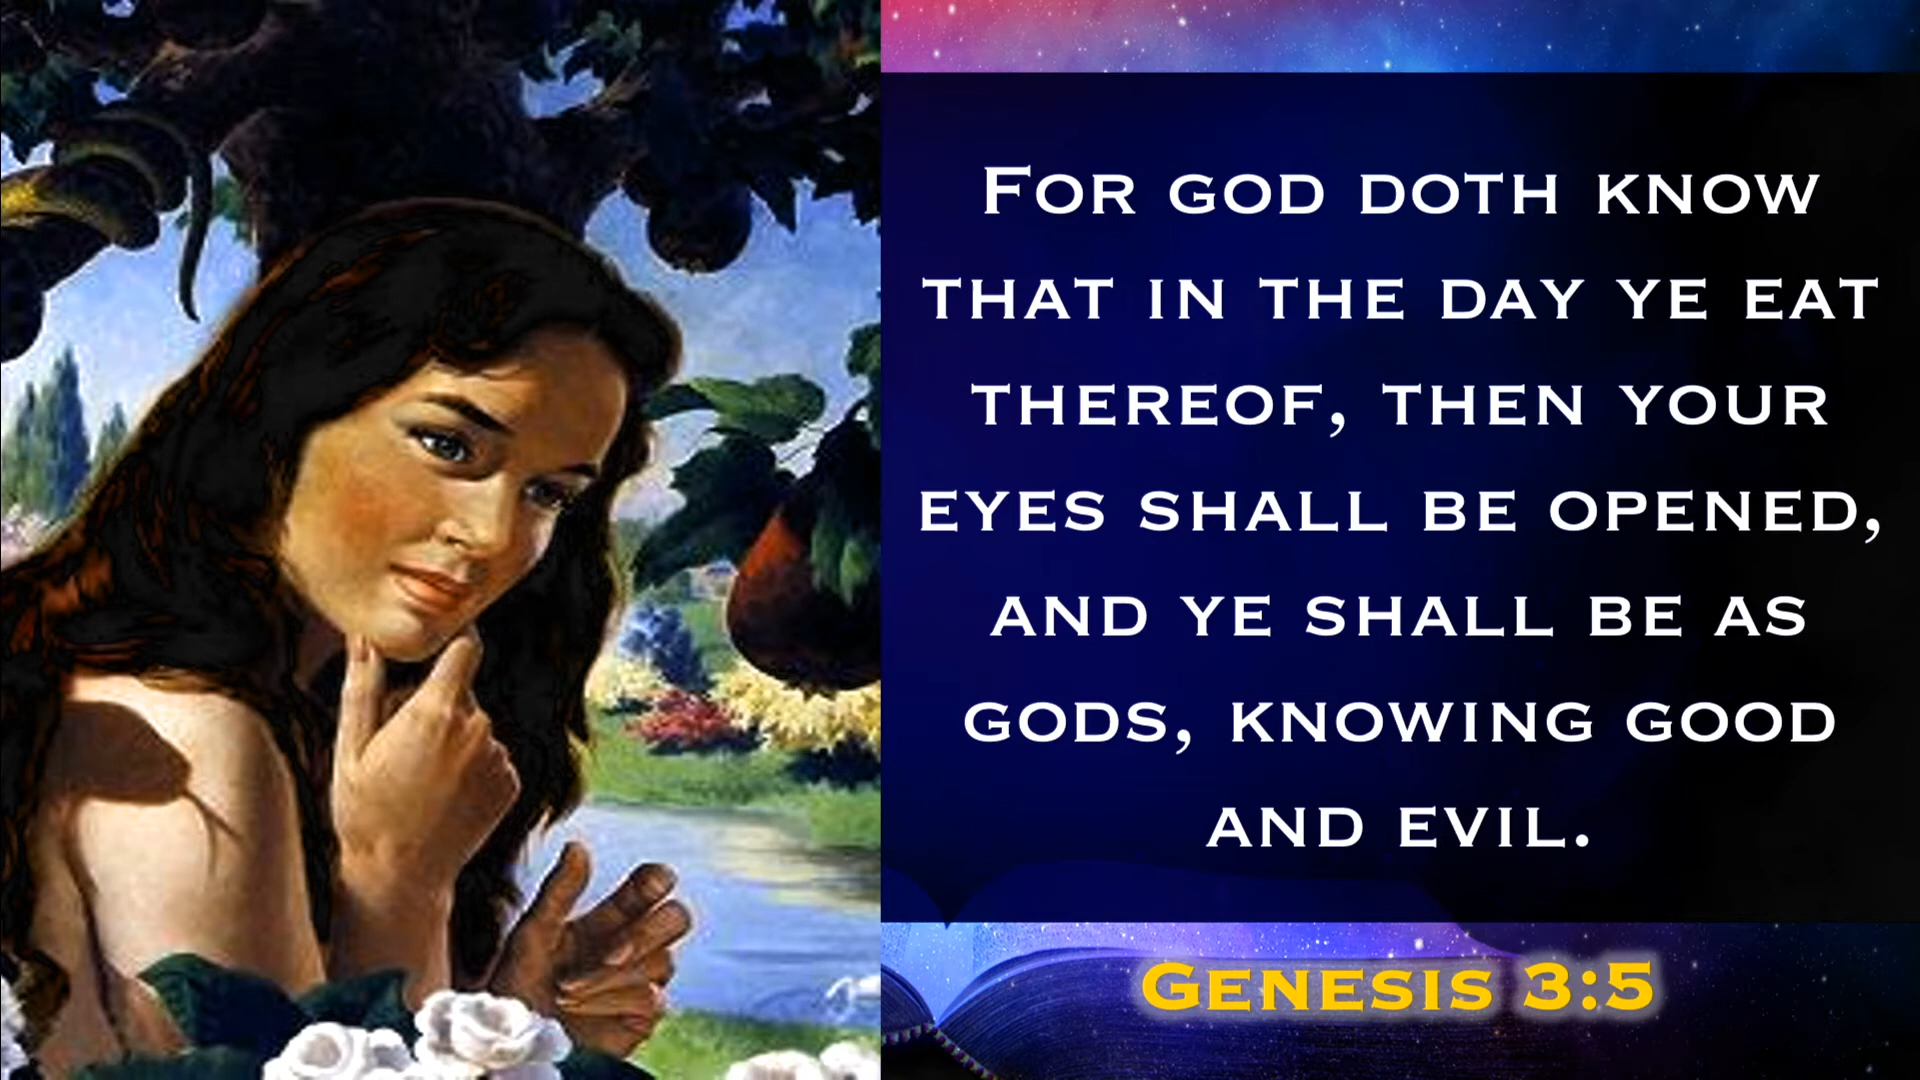 For god doth know
that in the day ye eat
thereof, then your
eyes shall be opened,
and ye shall be as
gods, knowing good
and evil.
Genesis 3:5